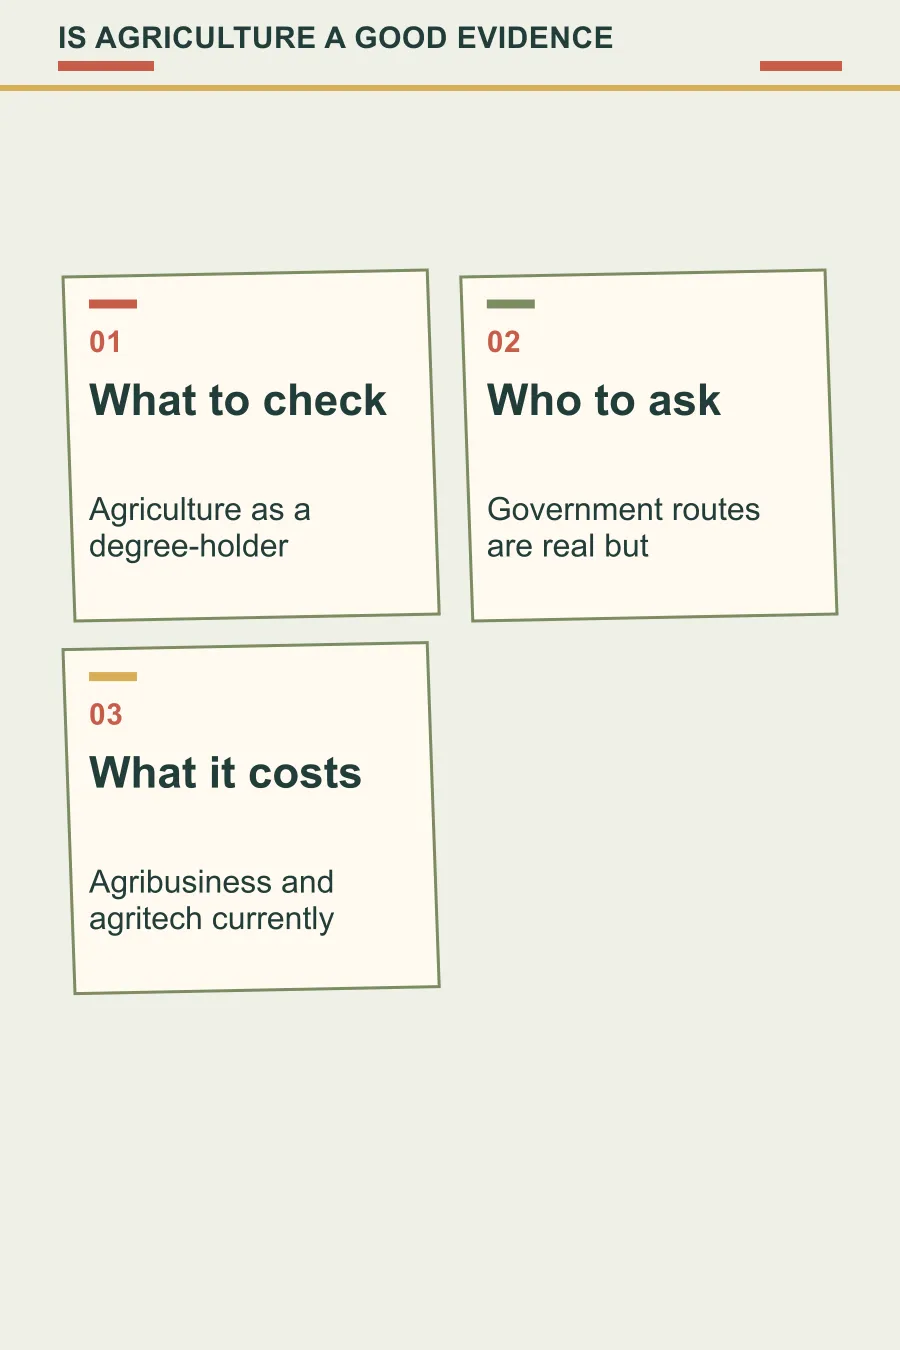 IS AGRICULTURE A GOOD EVIDENCE
01
What to check
Agriculture as a
degree-holder
02
Who to ask
Government routes
are real but
03
What it costs
Agribusiness and
agritech currently